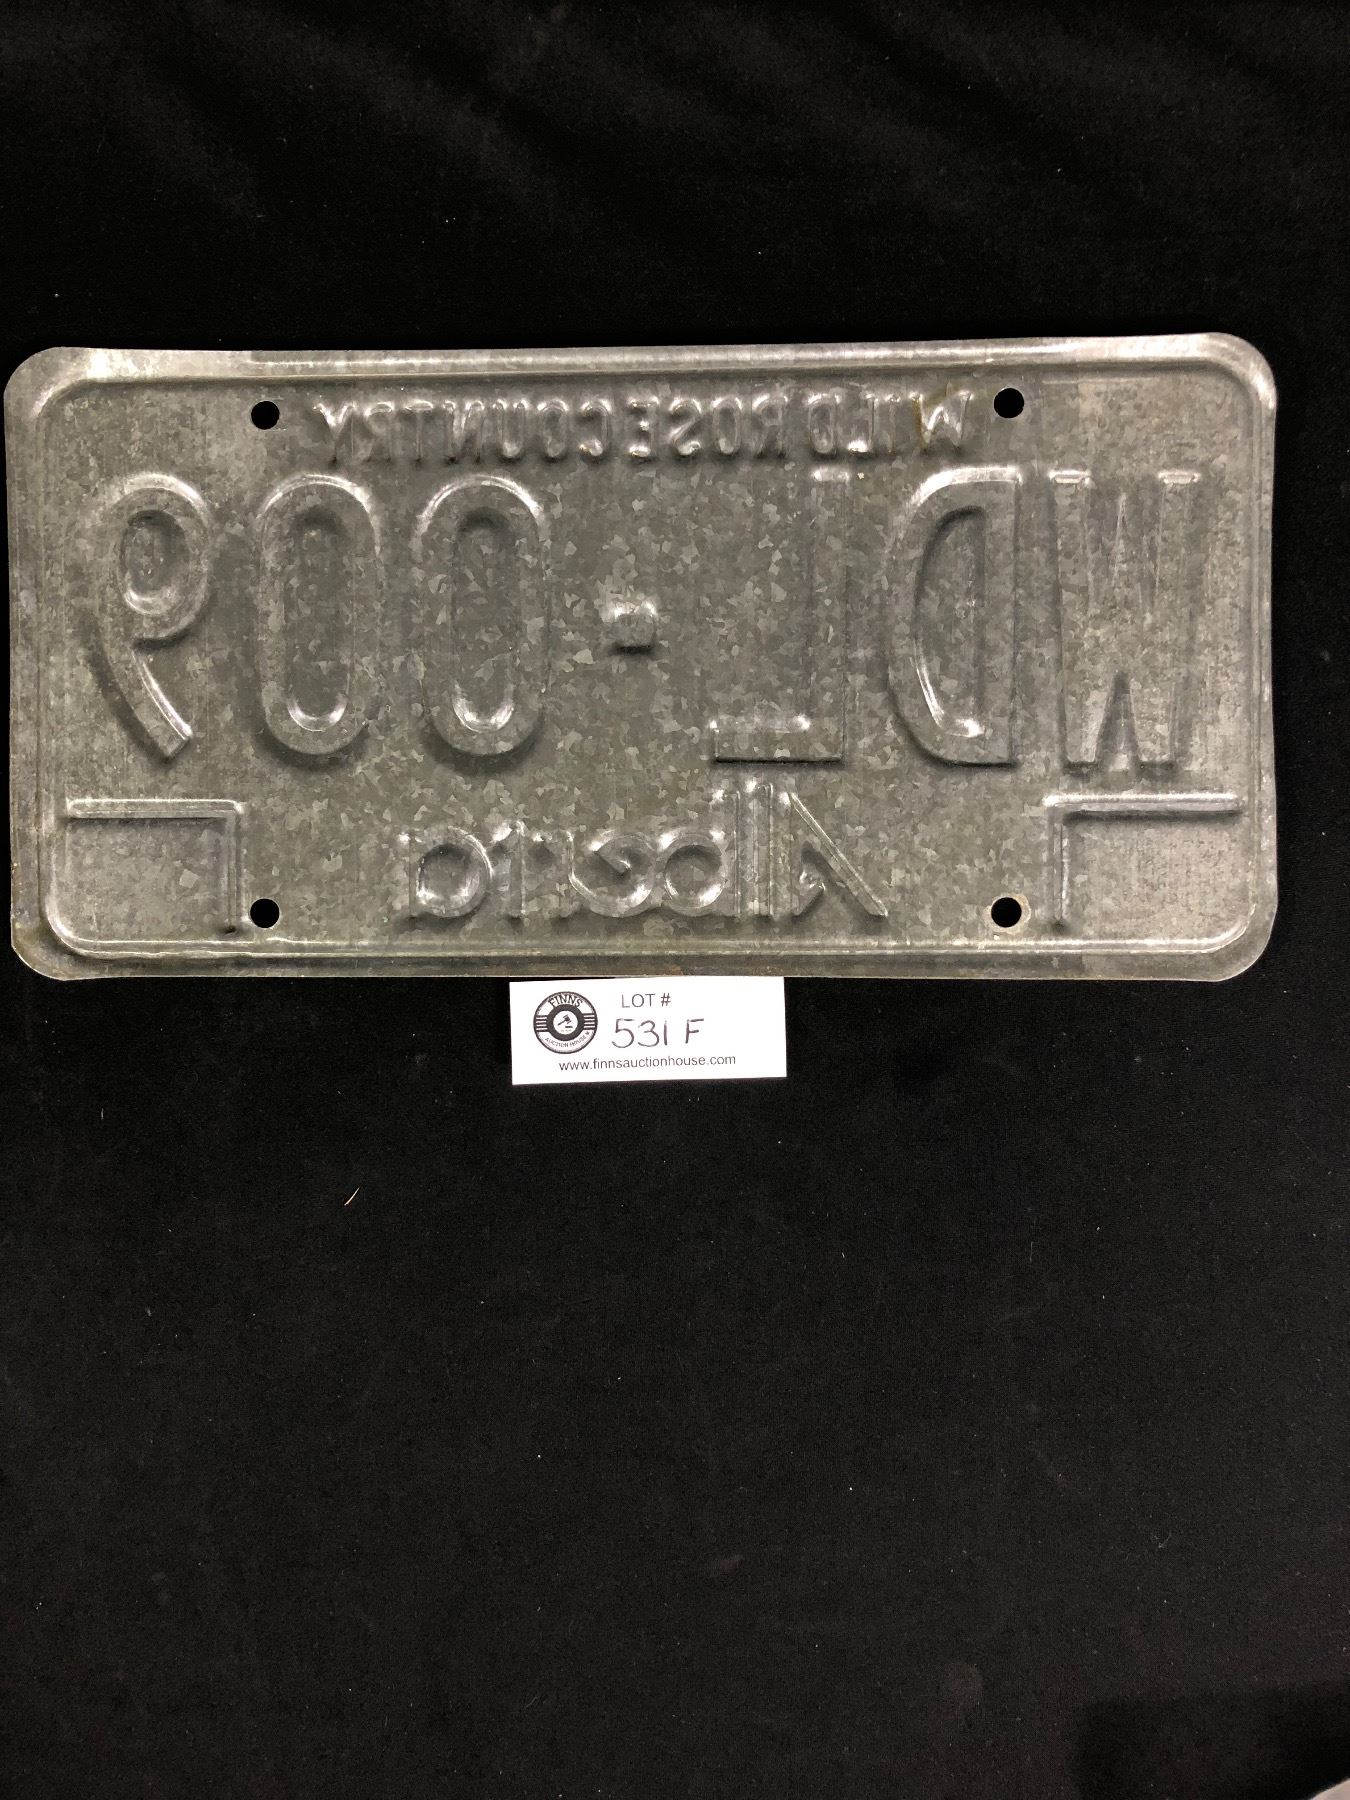 WILD ROSE COUNTRY
WDL-009
Alberta
FINNS
AUCTION HOUSE
LOT #
531 F
www.finnsauctionhouse.com